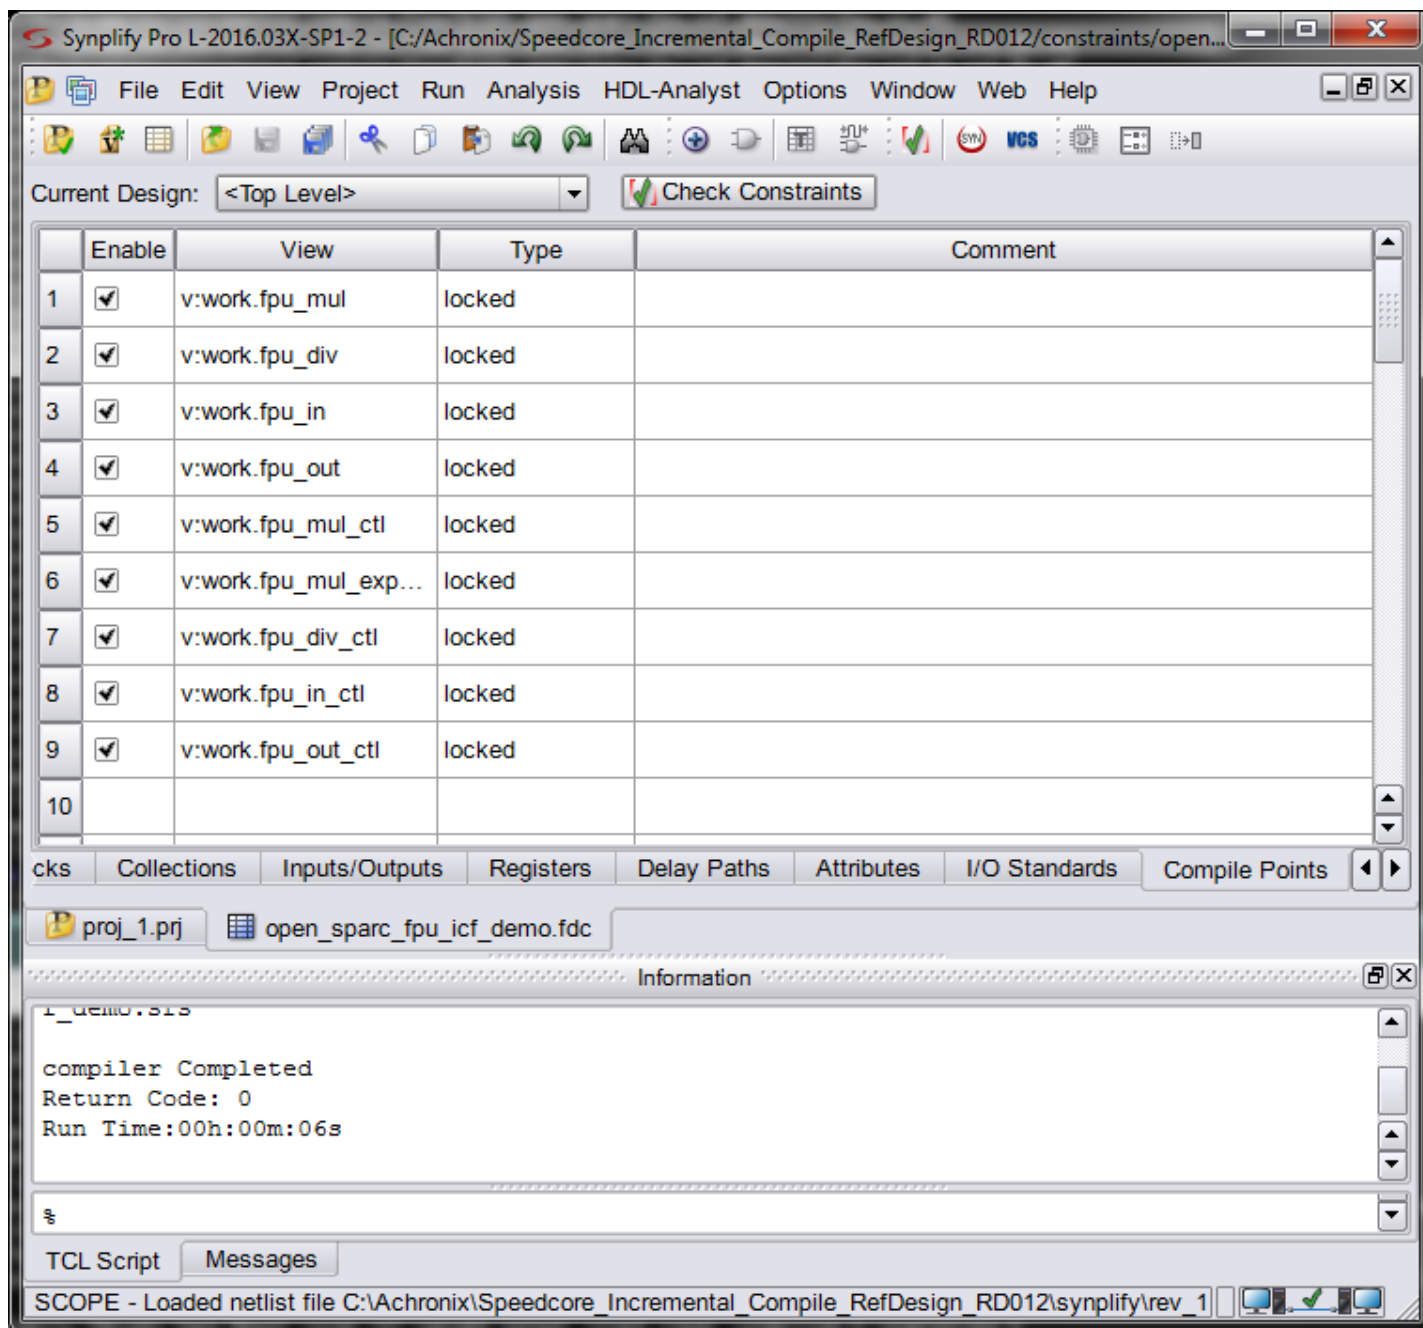 Synplify Pro L-2016.03X-SP1-2 - [C:/Achronix/Speedcore_Incremental_Compile_RefDesign_RD012/constraints/open...
File Edit View Project Run Analysis HDL-Analyst Options Window Web Help
SYN VCS
Current Design: <Top Level> Check Constraints
Enable View Type Comment
1 v:work.fpu_mul locked
2 v:work.fpu_div locked
3 v:work.fpu_in locked
4 v:work.fpu_out locked
5 v:work.fpu_mul_ctl locked
6 v:work.fpu_mul_exp... locked
7 v:work.fpu_div_ctl locked
8 v:work.fpu_in_ctl locked
9 v:work.fpu_out_ctl locked
10
cks Collections Inputs/Outputs Registers Delay Paths Attributes I/O Standards Compile Points
proj_1.prj open_sparc_fpu_icf_demo.fdc
Information
compiler Completed
Return Code: 0
Run Time:00h:00m:06s
%
TCL Script Messages
SCOPE - Loaded netlist file C:\Achronix\Speedcore_Incremental_Compile_RefDesign_RD012\synplify\rev_1